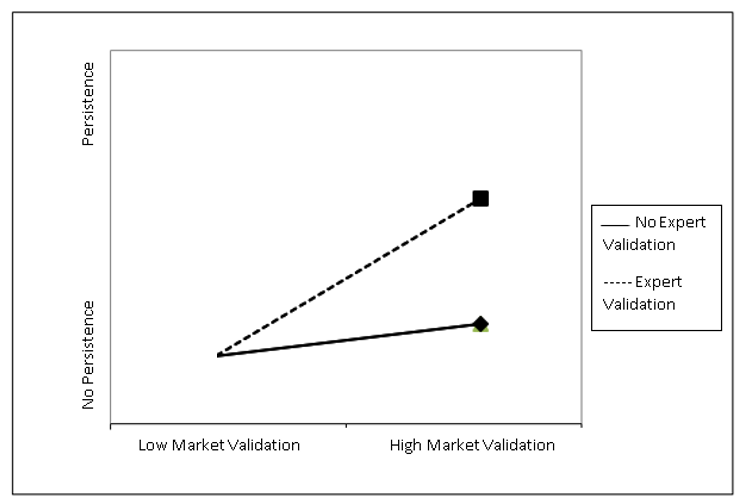 Persistence
No Persistence
Low Market Validation
High Market Validation
No Expert
Validation
Expert
Validation